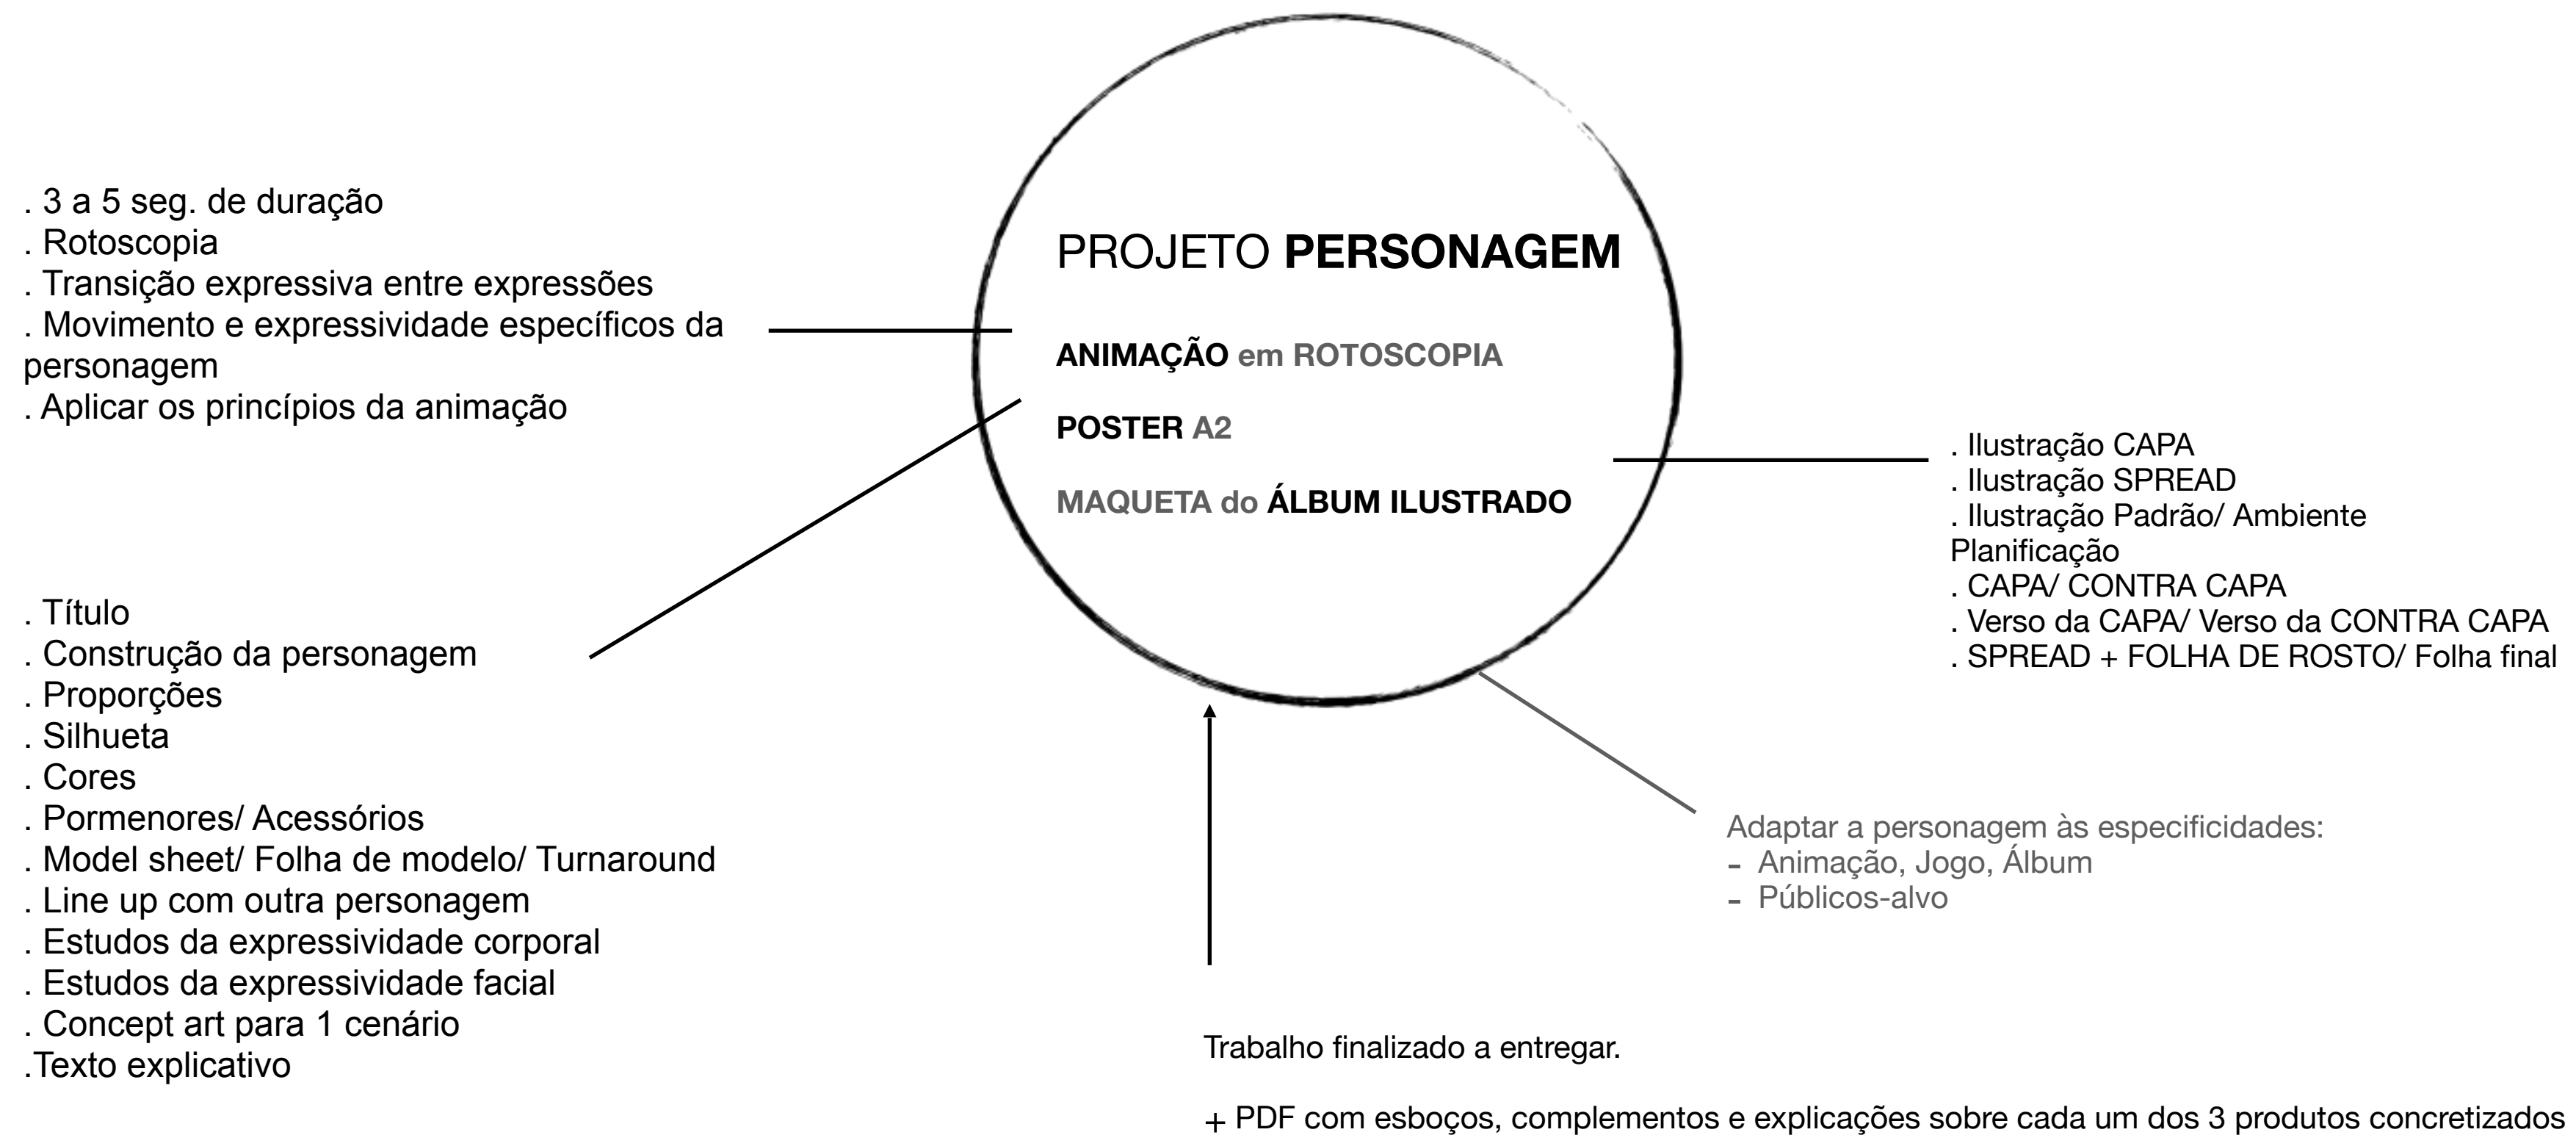 PROJETO PERSONAGEM
ANIMAÇÃO em ROTOSCOPIA
POSTER A2
MAQUETA do ÁLBUM ILUSTRADO
. 3 a 5 seg. de duração
. Rotoscopia
. Transição expressiva entre expressões
. Movimento e expressividade específicos da
personagem
. Aplicar os princípios da animação
. Título
. Construção da personagem
. Proporções
. Silhueta
. Cores
. Pormenores/ Acessórios
. Model sheet/ Folha de modelo/ Turnaround
. Line up com outra personagem
. Estudos da expressividade corporal
. Estudos da expressividade facial
. Concept art para 1 cenário
.Texto explicativo
. Ilustração CAPA
. Ilustração SPREAD
. Ilustração Padrão/ Ambiente
Planificação
. CAPA/ CONTRA CAPA
. Verso da CAPA/ Verso da CONTRA CAPA
. SPREAD + FOLHA DE ROSTO/ Folha final
Adaptar a personagem às especificidades:
- Animação, Jogo, Álbum
- Públicos-alvo
Trabalho finalizado a entregar.
+ PDF com esboços, complementos e explicações sobre cada um dos 3 produtos concretizados